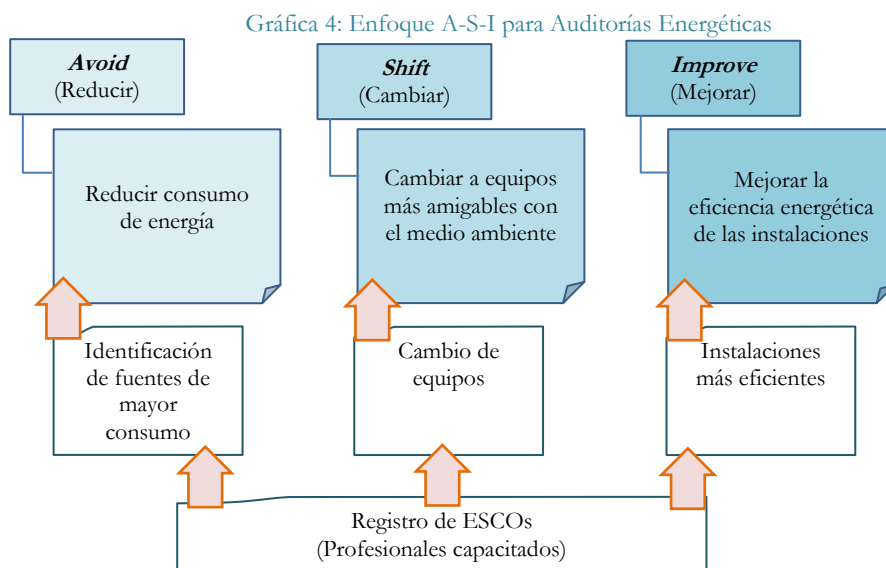 Gráfica 4: Enfoque A-S-I para Auditorías Energéticas
Avoid
(Reducir)
Shift
(Cambiar)
Improve
(Mejorar)
Reducir consumo
de energía
Cambiar a equipos
más amigables con
el medio ambiente
Mejorar la
eficiencia energética
de las instalaciones
Identificación
de fuentes de
mayor
consumo
Cambio de
equipos
Instalaciones
más eficientes
Registro de ESCOs
(Profesionales capacitados)